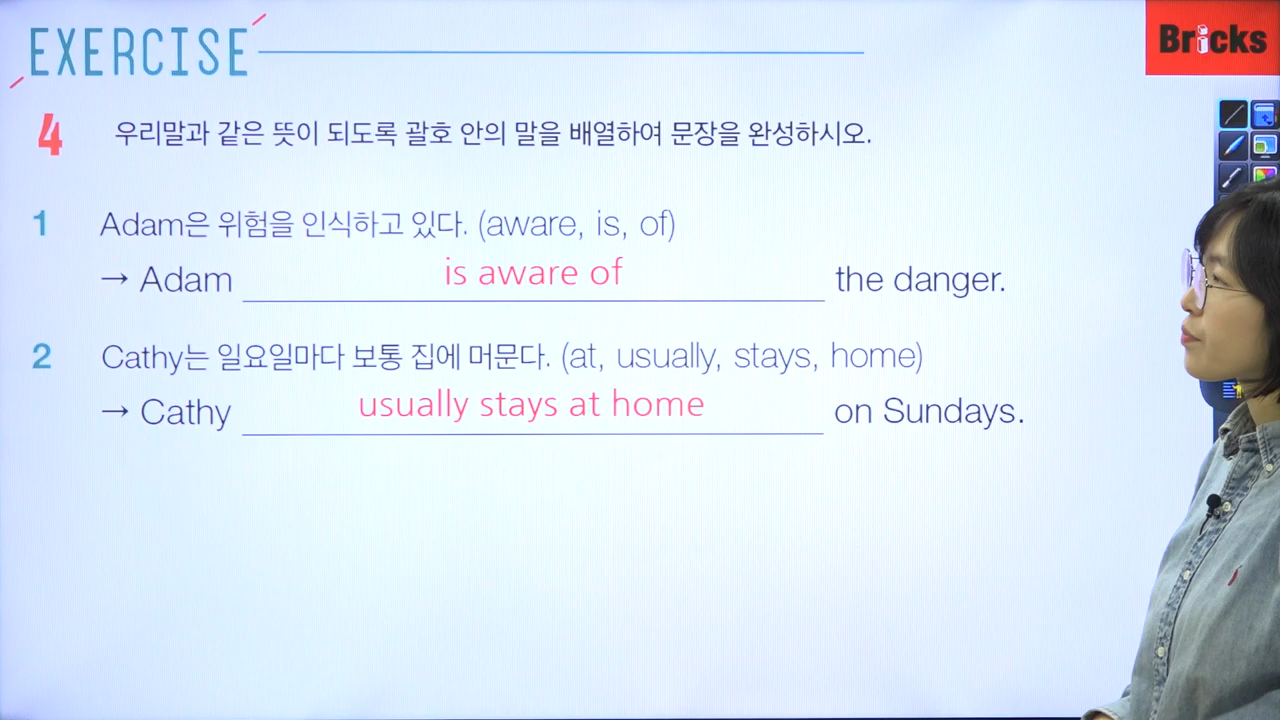 EXERCISE
Bricks
4 우리말과 같은 뜻이 되도록 괄호 안의 말을 배열하여 문장을 완성하시오.
1 Adam은 위험을 인식하고 있다. (aware, is, of)
→ Adam is aware of the danger.
2 Cathy는 일요일마다 보통 집에 머문다. (at, usually, stays, home)
→ Cathy usually stays at home on Sundays.